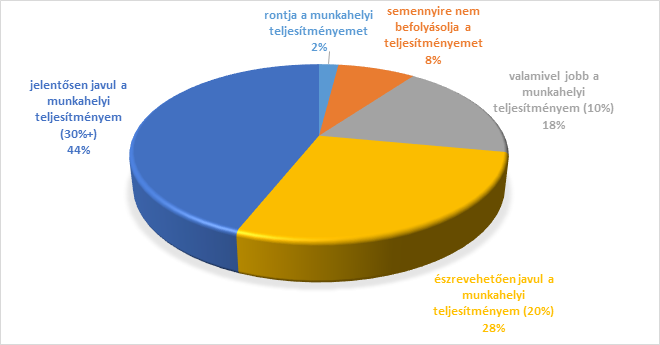 rontja a munkahelyi
teljesítményemet
2%
semennyire nem
befolyásolja a
teljesítményemet
8%
valamivel jobb a
munkahelyi
teljesítményem (10%)
18%
észrevehetően javul a
munkahelyi
teljesítményem (20%)
28%
jelentősen javul a
munkahelyi
teljesítményem
(30%+)
44%